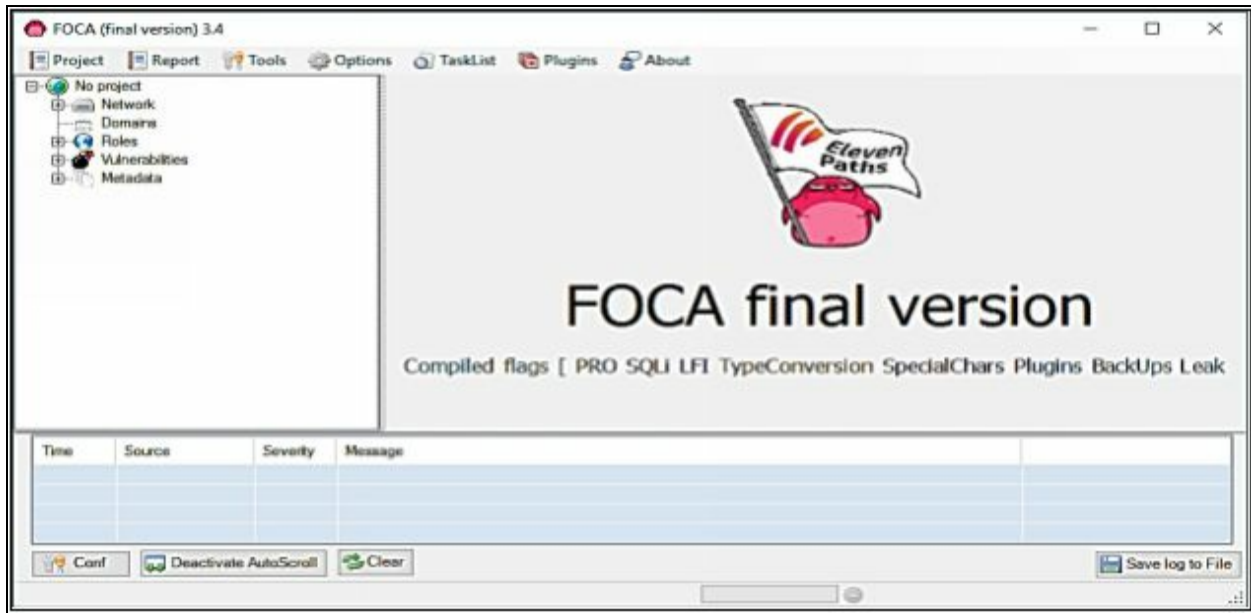 FOCA (final version) 3.4
Project Report Tools Options TaskList Plugins About
No project
Network
Domains
Roles
Vulnerabilities
Metadata
Eleven
Paths
FOCA final version
Compiled flags [ PRO SQLi LFI TypeConversion SpecialChars Plugins BackUps Leak
Time Source Severity Message
Conf Deactivate AutoScroll Clear Save log to File